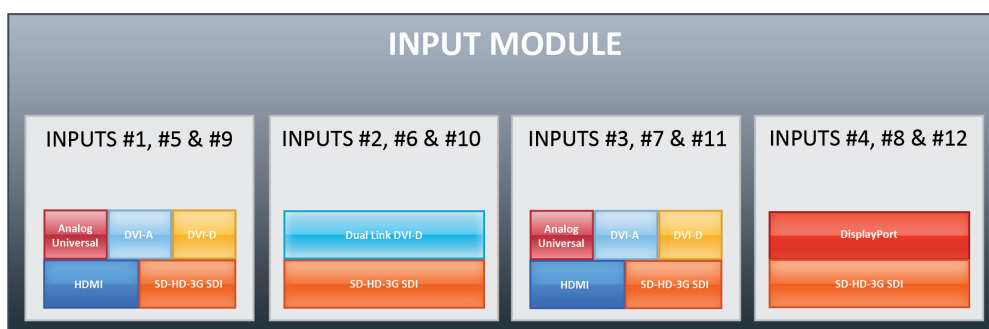 INPUT MODULE
INPUTS #1, #5 & #9
Analog
Universal
DVI-A
DVI-D
HDMI
SD-HD-3G SDI
INPUTS #2, #6 & #10
Dual Link DVI-D
SD-HD-3G SDI
INPUTS #3, #7 & #11
Analog
Universal
DVI-A
DVI-D
HDMI
SD-HD-3G SDI
INPUTS #4, #8 & #12
DisplayPort
SD-HD-3G SDI